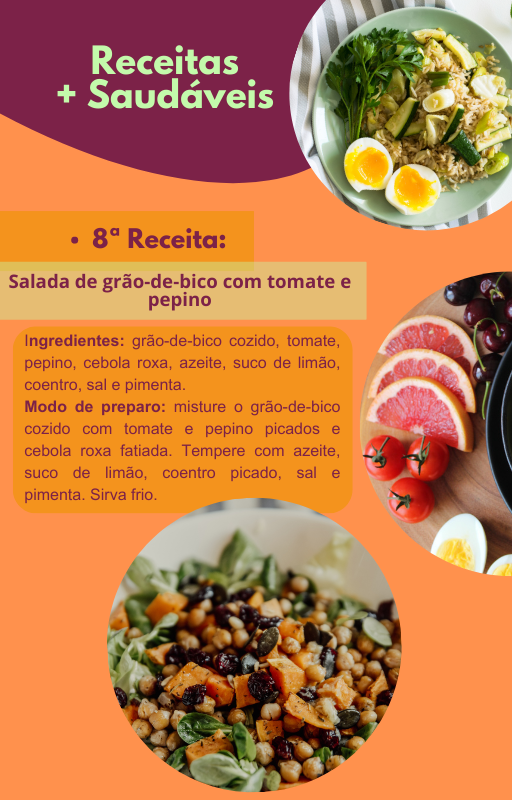 Receitas
+ Saudáveis
• 8ª Receita:
Salada de grão-de-bico com tomate e
pepino
Ingredientes: grão-de-bico cozido, tomate,
pepino, cebola roxa, azeite, suco de limão,
coentro, sal e pimenta.
Modo de preparo: misture o grão-de-bico
cozido com tomate e pepino picados e
cebola roxa fatiada. Tempere com azeite,
suco de limão, coentro picado, sal e
pimenta. Sirva frio.